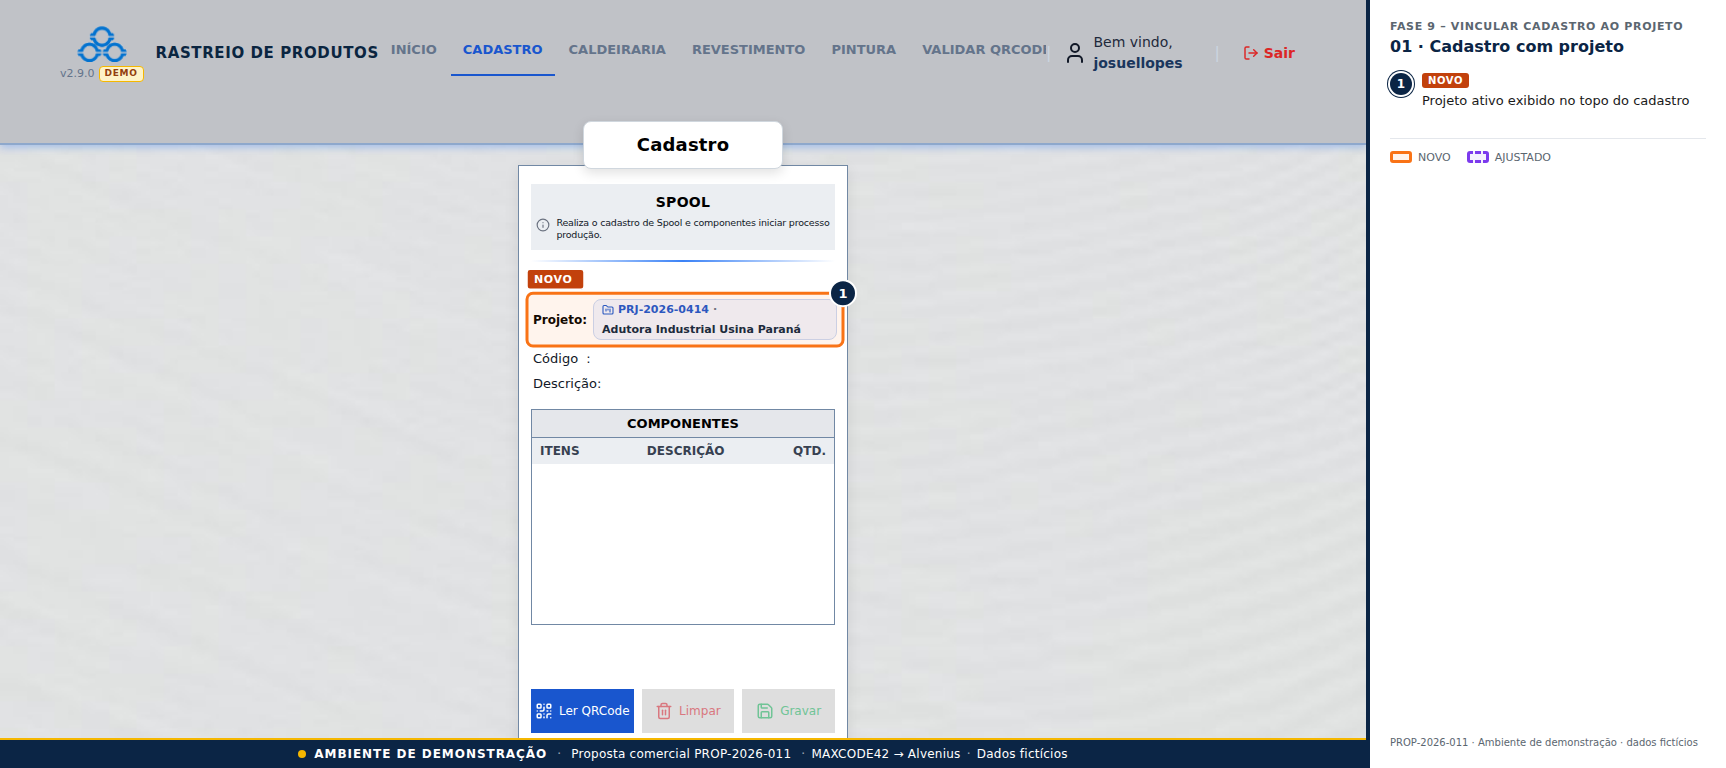 v2.9.0 DEMO
RASTREIO DE PRODUTOS
INÍCIO
CADASTRO
CALDEIRARIA
REVESTIMENTO
PINTURA
VALIDAR QRCODE
Bem vindo,
josuellopes
Sair
Cadastro
SPOOL
Realiza o cadastro de Spool e componentes iniciar processo
produção.
NOVO
1
Projeto:
PRJ-2026-0414 ·
Adutora Industrial Usina Paraná
Código :
Descrição:
COMPONENTES
ITENS DESCRIÇÃO QTD.
Ler QRCode
Limpar
Gravar
AMBIENTE DE DEMONSTRAÇÃO · Proposta comercial PROP-2026-011 · MAXCODE42 → Alvenius · Dados fictícios
FASE 9 – VINCULAR CADASTRO AO PROJETO
01 · Cadastro com projeto
1
NOVO
Projeto ativo exibido no topo do cadastro
NOVO
AJUSTADO
PROP-2026-011 · Ambiente de demonstração · dados fictícios